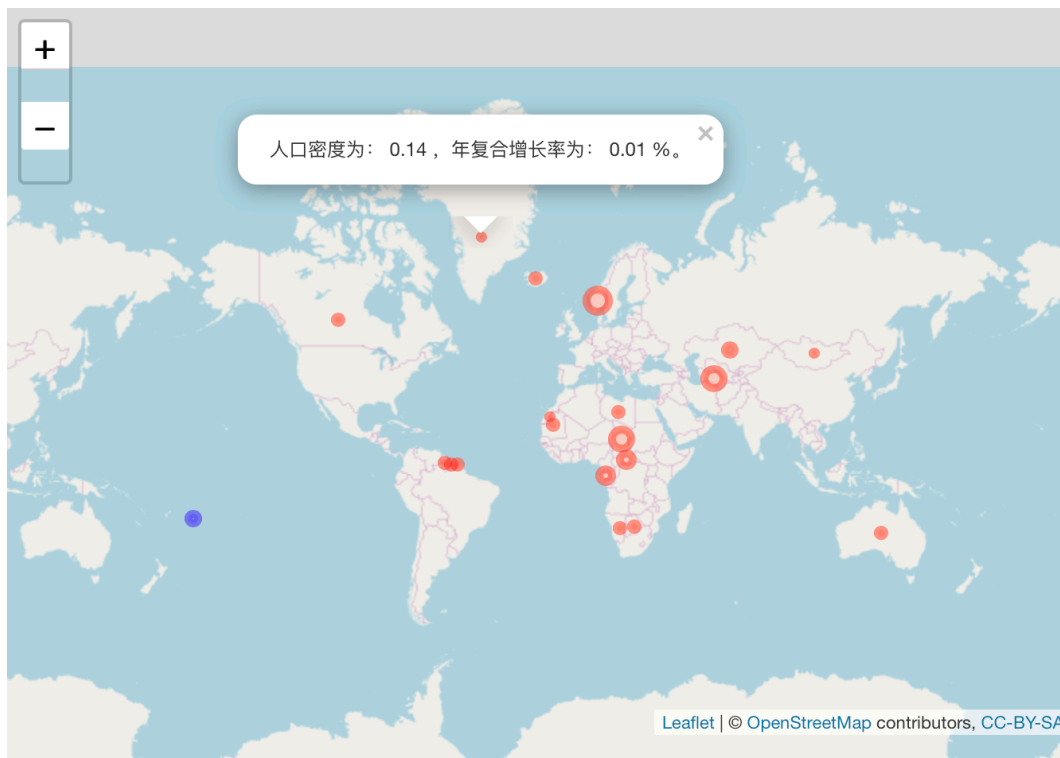 +
人口密度为: 0.14 ，年复合增长率为: 0.01 %。
×
−
Leaflet | © OpenStreetMap contributors, CC-BY-SA